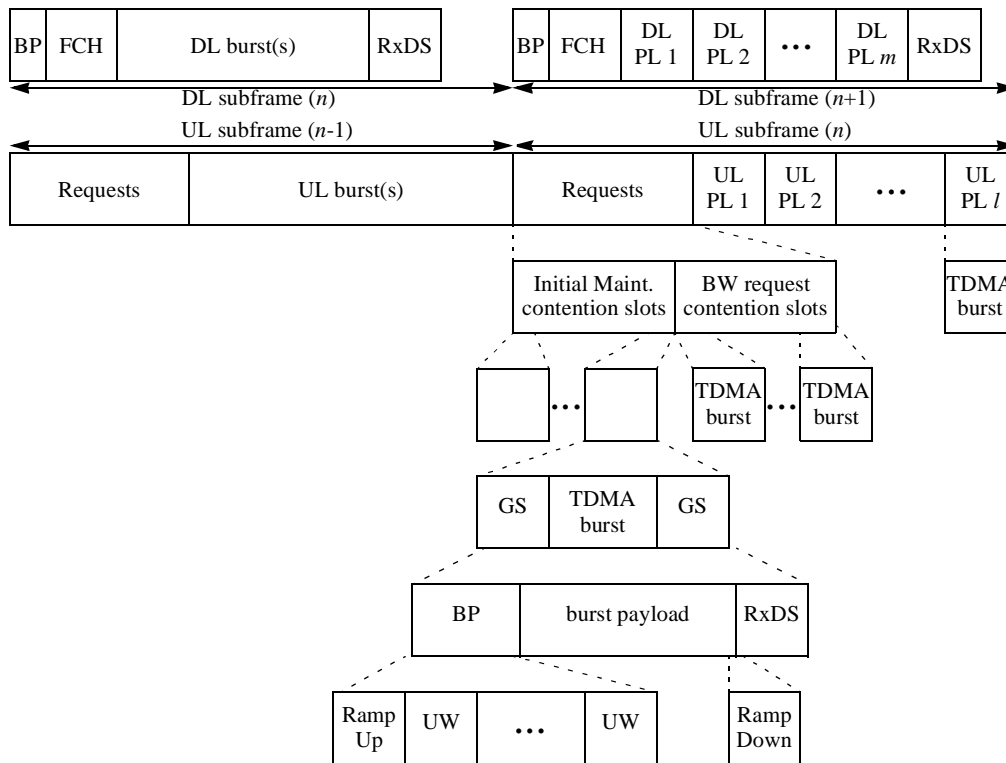 BP FCH DL burst(s) RxDS BP FCH DL PL 1 DL PL 2 ••• DL PL m RxDS
DL subframe (n) DL subframe (n+1)
UL subframe (n-1) UL subframe (n)
Requests UL burst(s) Requests UL PL 1 UL PL 2 ••• UL PL l
Initial Maint. contention slots BW request contention slots TDMA burst
••• TDMA burst ••• TDMA burst
GS TDMA burst GS
BP burst payload RxDS
Ramp Up UW ••• UW Ramp Down